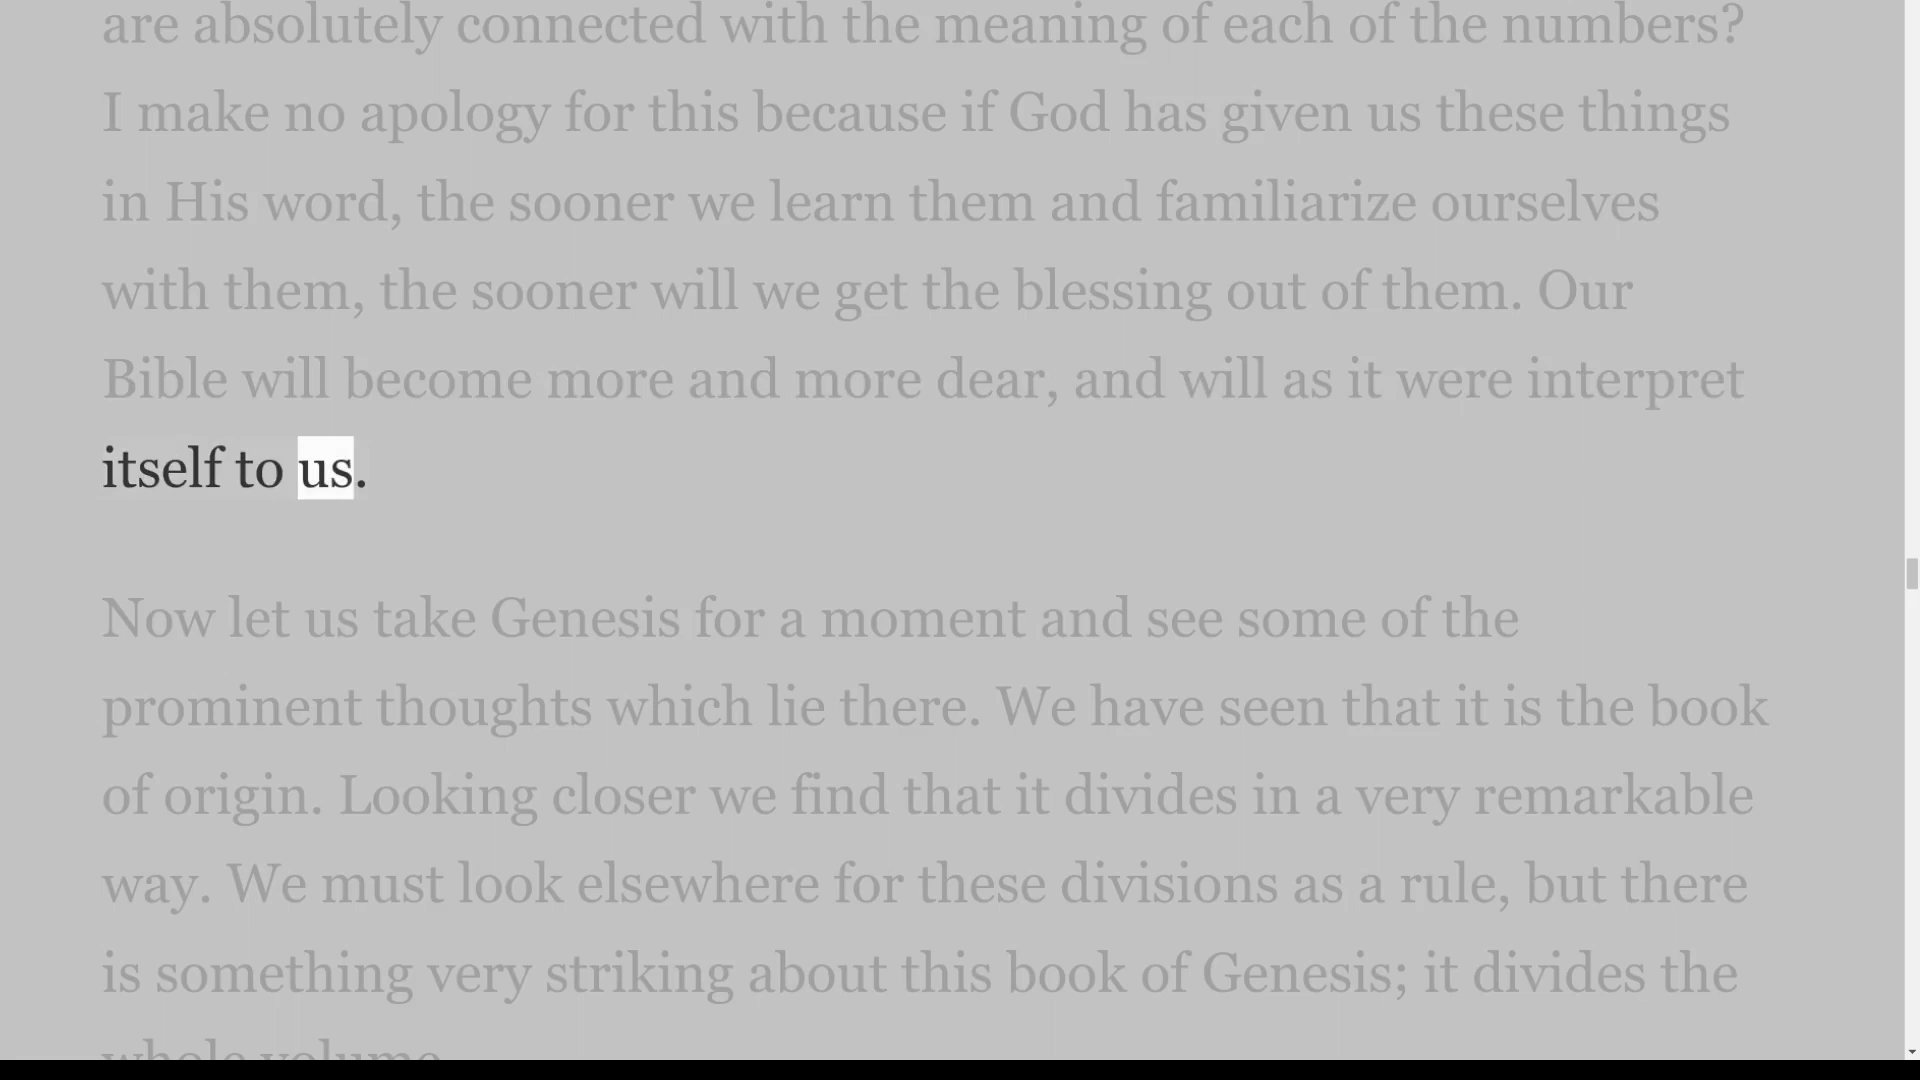 are absolutely connected with the meaning of each of the numbers?
I make no apology for this because if God has given us these things
in His word, the sooner we learn them and familiarize ourselves
with them, the sooner will we get the blessing out of them. Our
Bible will become more and more dear, and will as it were interpret
itself to us.
Now let us take Genesis for a moment and see some of the
prominent thoughts which lie there. We have seen that it is the book
of origin. Looking closer we find that it divides in a very remarkable
way. We must look elsewhere for these divisions as a rule, but there
is something very striking about this book of Genesis; it divides the
whole volume